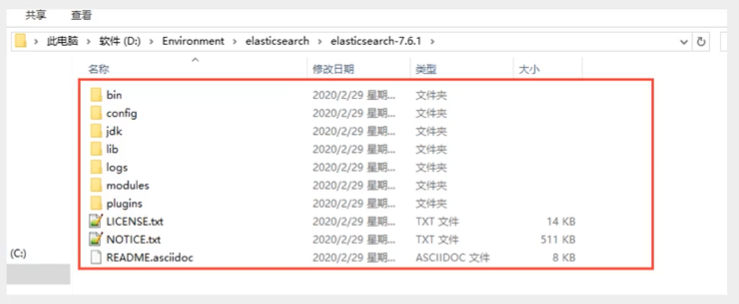 共享 查看
此电脑 > 软件 (D:) > Environment > elasticsearch > elasticsearch-7.6.1 >
名称 修改日期 类型 大小
bin 2020/2/29 星期... 文件夹
config 2020/2/29 星期... 文件夹
jdk 2020/2/29 星期... 文件夹
lib 2020/2/29 星期... 文件夹
logs 2020/2/29 星期... 文件夹
modules 2020/2/29 星期... 文件夹
plugins 2020/2/29 星期... 文件夹
LICENSE.txt 2020/2/29 星期... TXT 文件 14 KB
NOTICE.txt 2020/2/29 星期... TXT 文件 511 KB
(C:)
README.asciidoc 2020/2/29 星期... ASCIIDOC 文件 8 KB